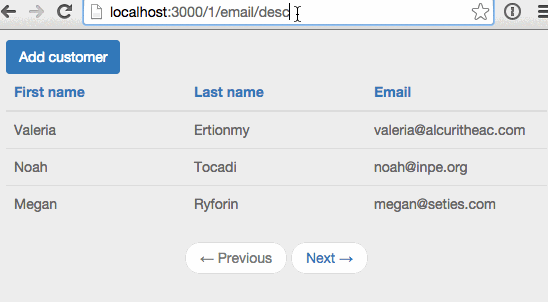 localhost:3000/1/email/desc
Add customer
First name Last name Email
Valeria Ertionmy valeria@alcuritheac.com
Noah Tocadi noah@inpe.org
Megan Ryforin megan@seties.com
← Previous Next →